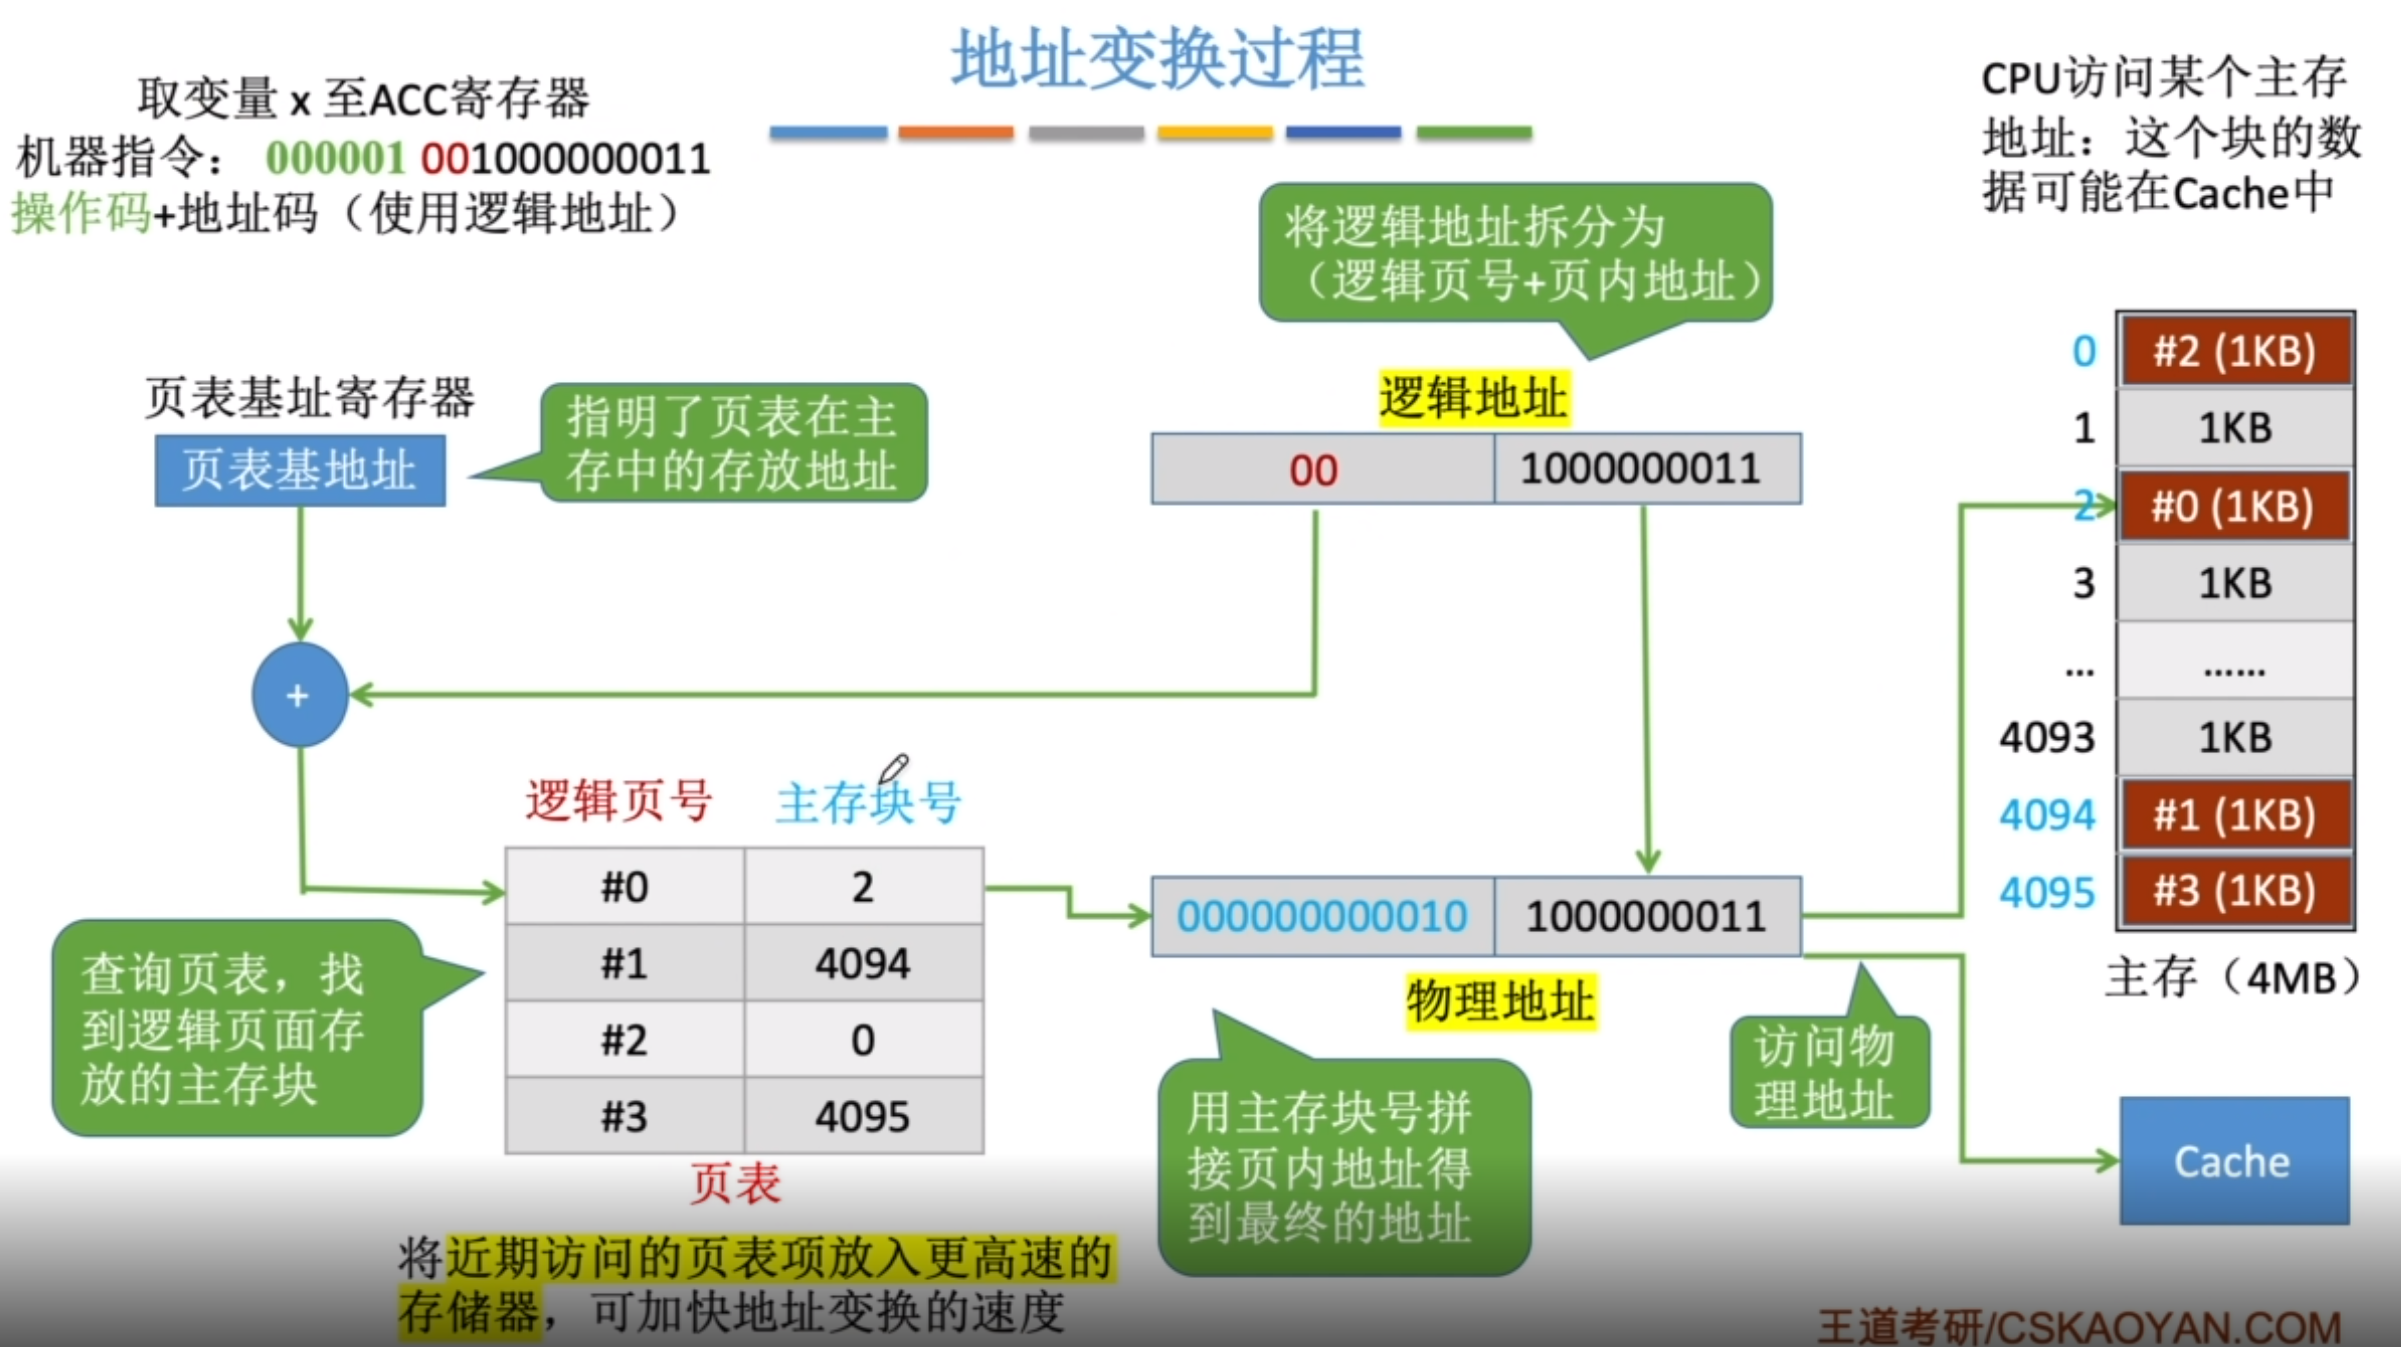 地址变换过程
取变量 x 至ACC寄存器
机器指令： 000001 001000000011
操作码+地址码（使用逻辑地址）
CPU访问某个主存
地址：这个块的数
据可能在Cache中
将逻辑地址拆分为
（逻辑页号+页内地址）
页表基址寄存器
页表基地址
指明了页表在主
存中的存放地址
逻辑地址
00 1000000011
+
逻辑页号 主存块号
#0 2
#1 4094
#2 0
#3 4095
页表
查询页表，找
到逻辑页面存
放的主存块
000000000010 1000000011
物理地址
用主存块号拼
接页内地址得
到最终的地址
访问物
理地址
0 #2 (1KB)
1 1KB
2 #0 (1KB)
3 1KB
... ......
4093 1KB
4094 #1 (1KB)
4095 #3 (1KB)
主存（4MB）
Cache
将近期访问的页表项放入更高速的
存储器，可加快地址变换的速度
王道考研/CSKAOYAN.COM